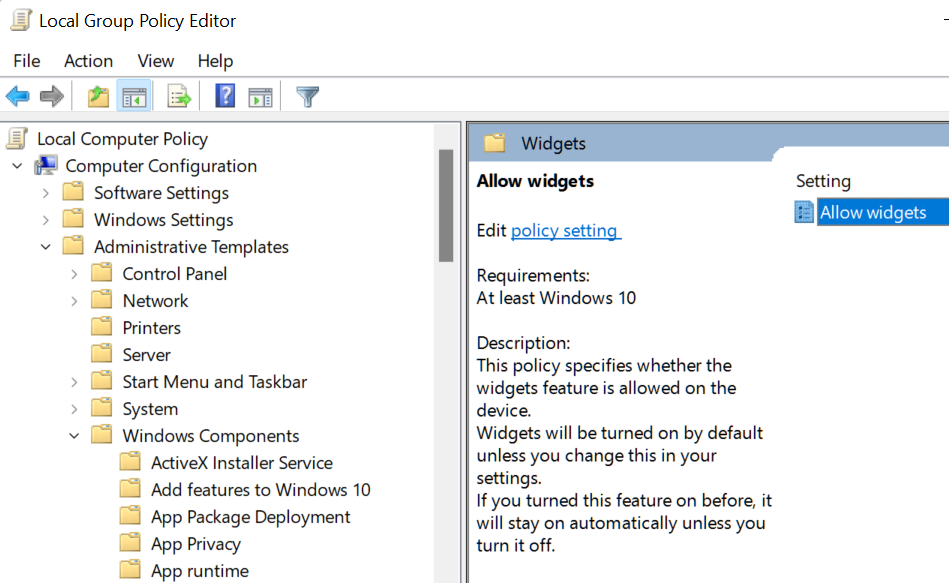 Local Group Policy Editor
File Action View Help
Local Computer Policy
Computer Configuration
Software Settings
Windows Settings
Administrative Templates
Control Panel
Network
Printers
Server
Start Menu and Taskbar
System
Windows Components
ActiveX Installer Service
Add features to Windows 10
App Package Deployment
App Privacy
App runtime
Widgets
Allow widgets
Edit policy setting
Requirements:
At least Windows 10
Description:
This policy specifies whether the
widgets feature is allowed on the
device.
Widgets will be turned on by default
unless you change this in your
settings.
If you turned this feature on before, it
will stay on automatically unless you
turn it off.
Setting
Allow widgets